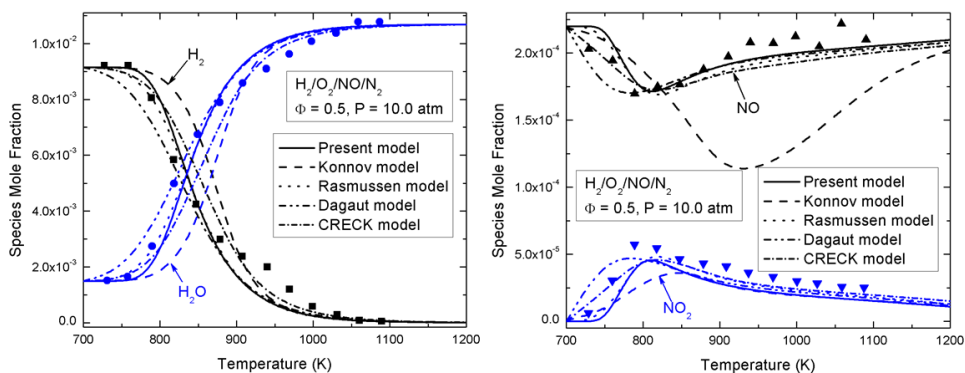 1.0x10⁻²
8.0x10⁻³
6.0x10⁻³
4.0x10⁻³
2.0x10⁻³
0.0
Species Mole Fraction
H₂
H₂/O₂/NO/N₂
Φ = 0.5, P = 10.0 atm
Present model
Konnov model
Rasmussen model
Dagaut model
CRECK model
H₂O
700 800 900 1000 1100 1200
Temperature (K)
2.0x10⁻⁴
1.5x10⁻⁴
1.0x10⁻⁴
5.0x10⁻⁵
0.0
Species Mole Fraction
NO
H₂/O₂/NO/N₂
Φ = 0.5, P = 10.0 atm
Present model
Konnov model
Rasmussen model
Dagaut model
CRECK model
NO₂
700 800 900 1000 1100 1200
Temperature (K)